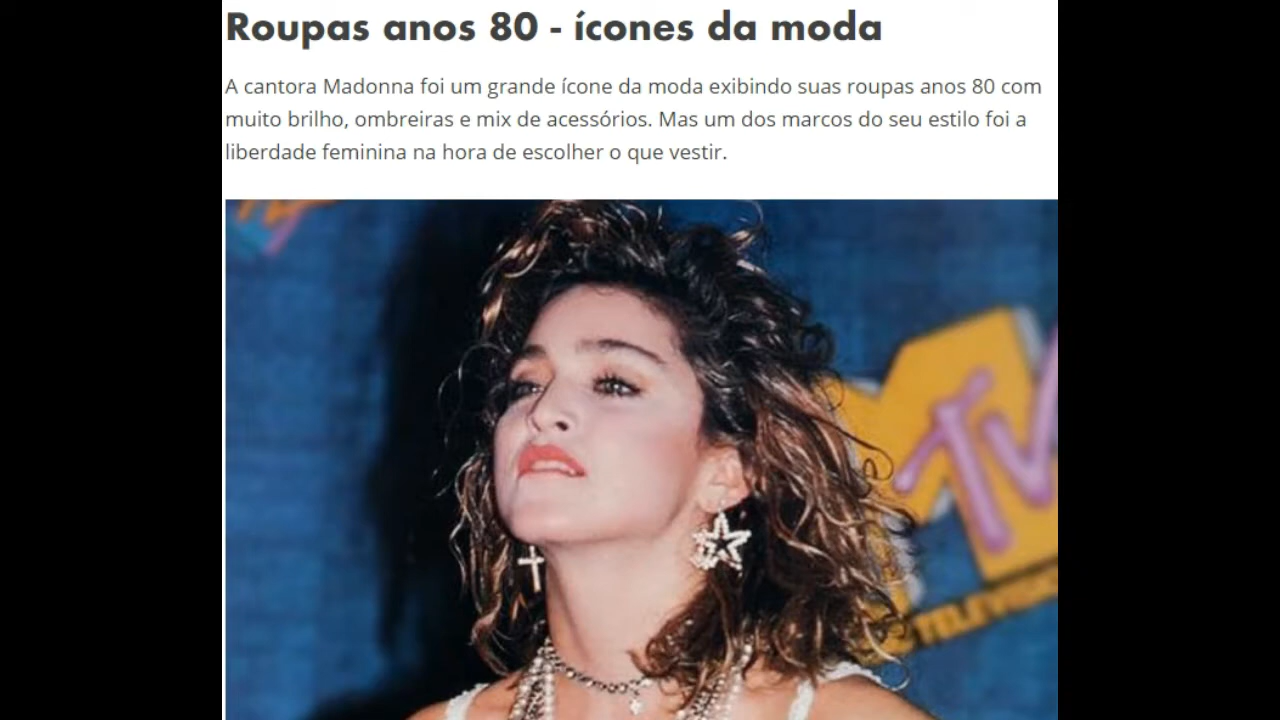 Roupas anos 80 - ícones da moda
A cantora Madonna foi um grande ícone da moda exibindo suas roupas anos 80 com
muito brilho, ombreiras e mix de acessórios. Mas um dos marcos do seu estilo foi a
liberdade feminina na hora de escolher o que vestir.
MTV